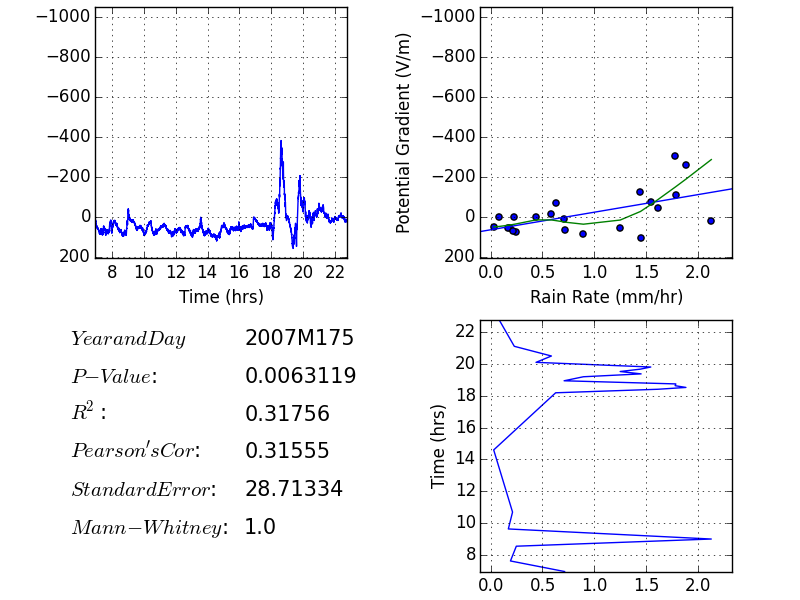 −1000
−800
−600
−400
−200
0
200
8 10 12 14 16 18 20 22
Time (hrs)
Potential Gradient (V/m)
−1000
−800
−600
−400
−200
0
200
0.0 0.5 1.0 1.5 2.0
Rain Rate (mm/hr)
YearandDay 2007M175
P−Value: 0.0063119
R²: 0.31756
Pearson'sCor: 0.31555
StandardError: 28.71334
Mann−Whitney: 1.0
Time (hrs)
22
20
18
16
14
12
10
8
0.0 0.5 1.0 1.5 2.0